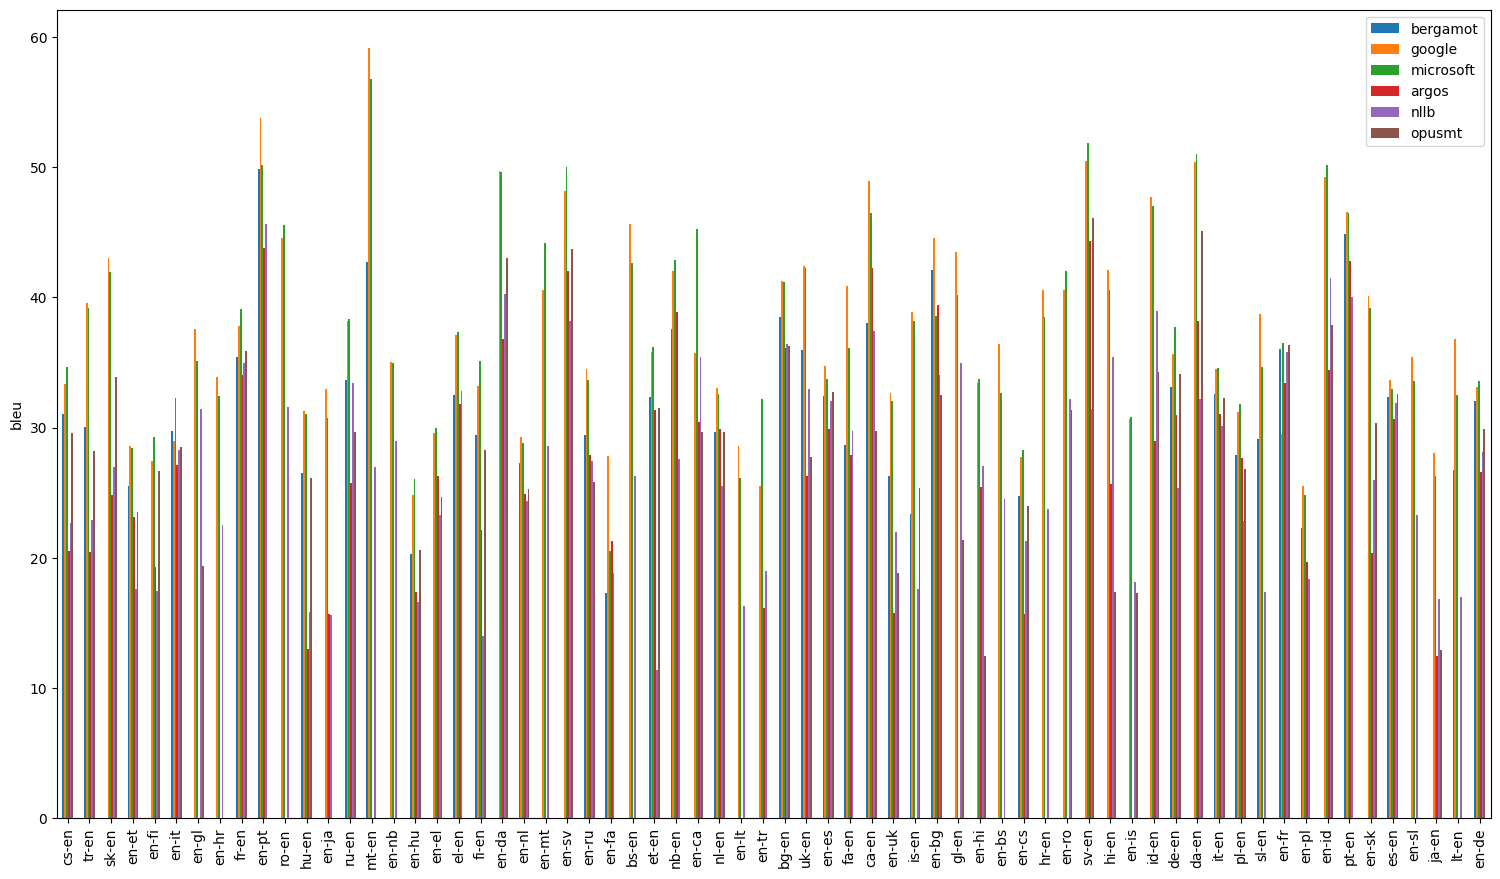 60
50
40
30
20
10
0
bleu
bergamot
google
microsoft
argos
nllb
opusmt
cs-en
tr-en
sk-en
en-et
en-fi
en-it
en-gl
en-hr
fr-en
en-pt
ro-en
hu-en
en-ja
ru-en
mt-en
en-nb
en-hu
en-el
el-en
fi-en
en-da
en-nl
en-mt
en-sv
en-ru
en-fa
bs-en
et-en
nb-en
en-ca
nl-en
en-lt
en-tr
bg-en
uk-en
en-es
fa-en
ca-en
en-uk
is-en
en-bg
gl-en
en-hi
en-bs
en-cs
hr-en
en-ro
sv-en
hi-en
en-is
id-en
de-en
da-en
it-en
pl-en
sl-en
en-fr
en-pl
en-id
pt-en
en-sk
es-en
en-sl
ja-en
lt-en
en-de